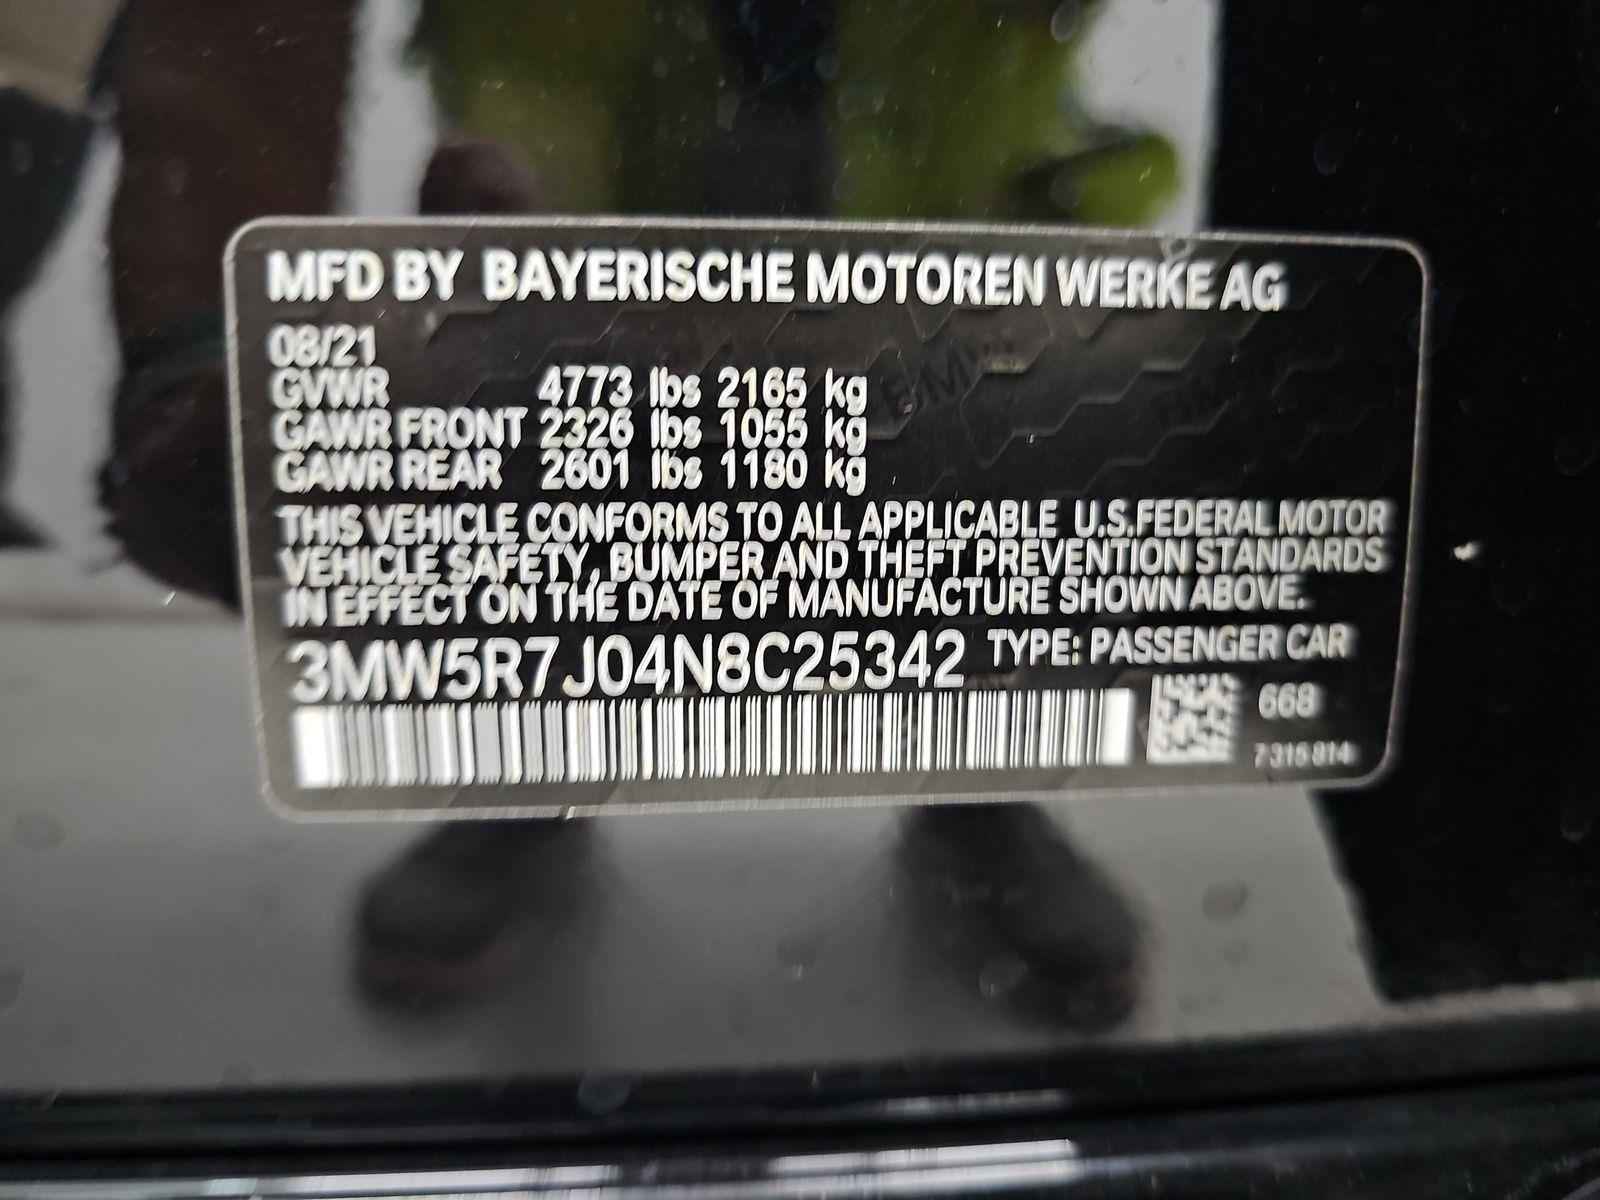 MFD BY BAYERISCHE MOTOREN WERKE AG
08/21
GVWR 4773 lbs 2165 kg
GAWR FRONT 2326 lbs 1055 kg
GAWR REAR 2601 lbs 1180 kg
THIS VEHICLE CONFORMS TO ALL APPLICABLE U.S.FEDERAL MOTOR
VEHICLE SAFETY, BUMPER AND THEFT PREVENTION STANDARDS
IN EFFECT ON THE DATE OF MANUFACTURE SHOWN ABOVE.
3MW5R7J04N8C25342 TYPE: PASSENGER CAR
668
7 315 814